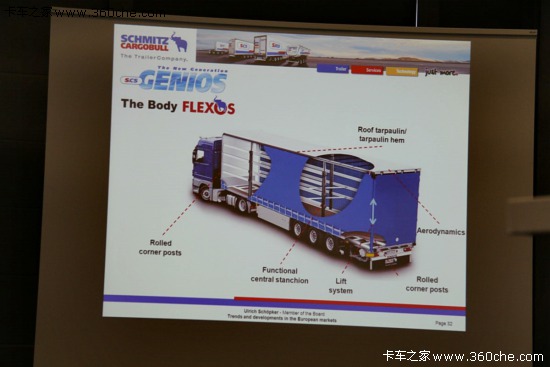 卡车之家
www.360che.com
SCHMITZ
CARGOBULL
The Trailer Company.
Trailer
Services
just more.
The New Generation
SCS GENIOS
The Body FLEXOS
Roof tarpaulin/
tarpaulin hem
Aerodynamics
Rolled
corner posts
Functional
central stanchion
Lift
system
Rolled
corner posts
Ulrich Schöpker - Member of the Board
Trends and developments in the European markets
Page 52
卡车之家 www.360che.com